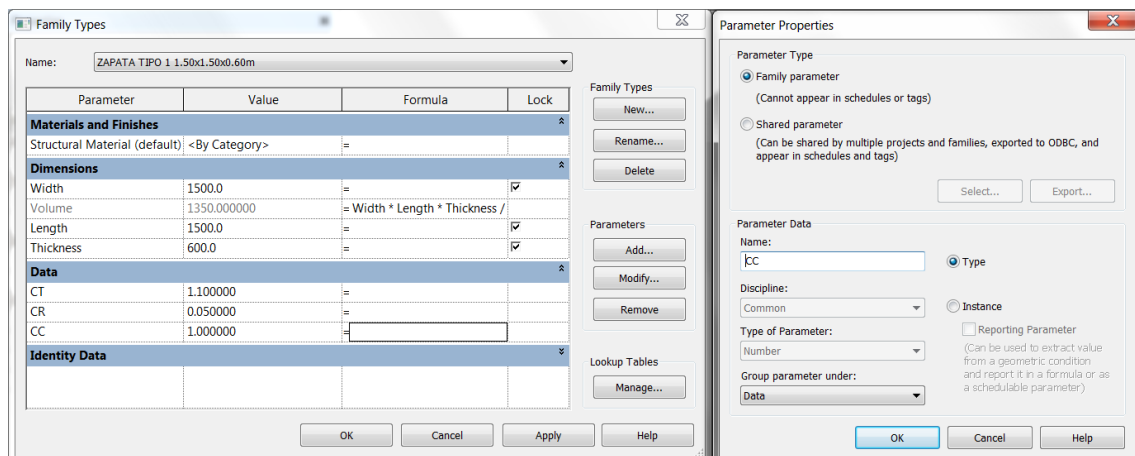 Family Types
Name: ZAPATA TIPO 1 1.50x1.50x0.60m
Parameter Value Formula Lock
Materials and Finishes
Structural Material (default) <By Category> =
Dimensions
Width 1500.0 =
Volume 1350.000000 = Width * Length * Thickness /
Length 1500.0 =
Thickness 600.0 =
Data
CT 1.100000 =
CR 0.050000 =
CC 1.000000 =
Identity Data
Family Types
New...
Rename...
Delete
Parameters
Add...
Modify...
Remove
Lookup Tables
Manage...
OK Cancel Apply Help
Parameter Properties
Parameter Type
Family parameter
(Cannot appear in schedules or tags)
Shared parameter
(Can be shared by multiple projects and families, exported to ODBC, and
appear in schedules and tags)
Select... Export...
Parameter Data
Name:
CC
Type
Discipline:
Common
Instance
Type of Parameter:
Number
Reporting Parameter
(Can be used to extract value
from a geometric condition
and report it in a formula or as
a schedulable parameter)
Group parameter under:
Data
OK Cancel Help